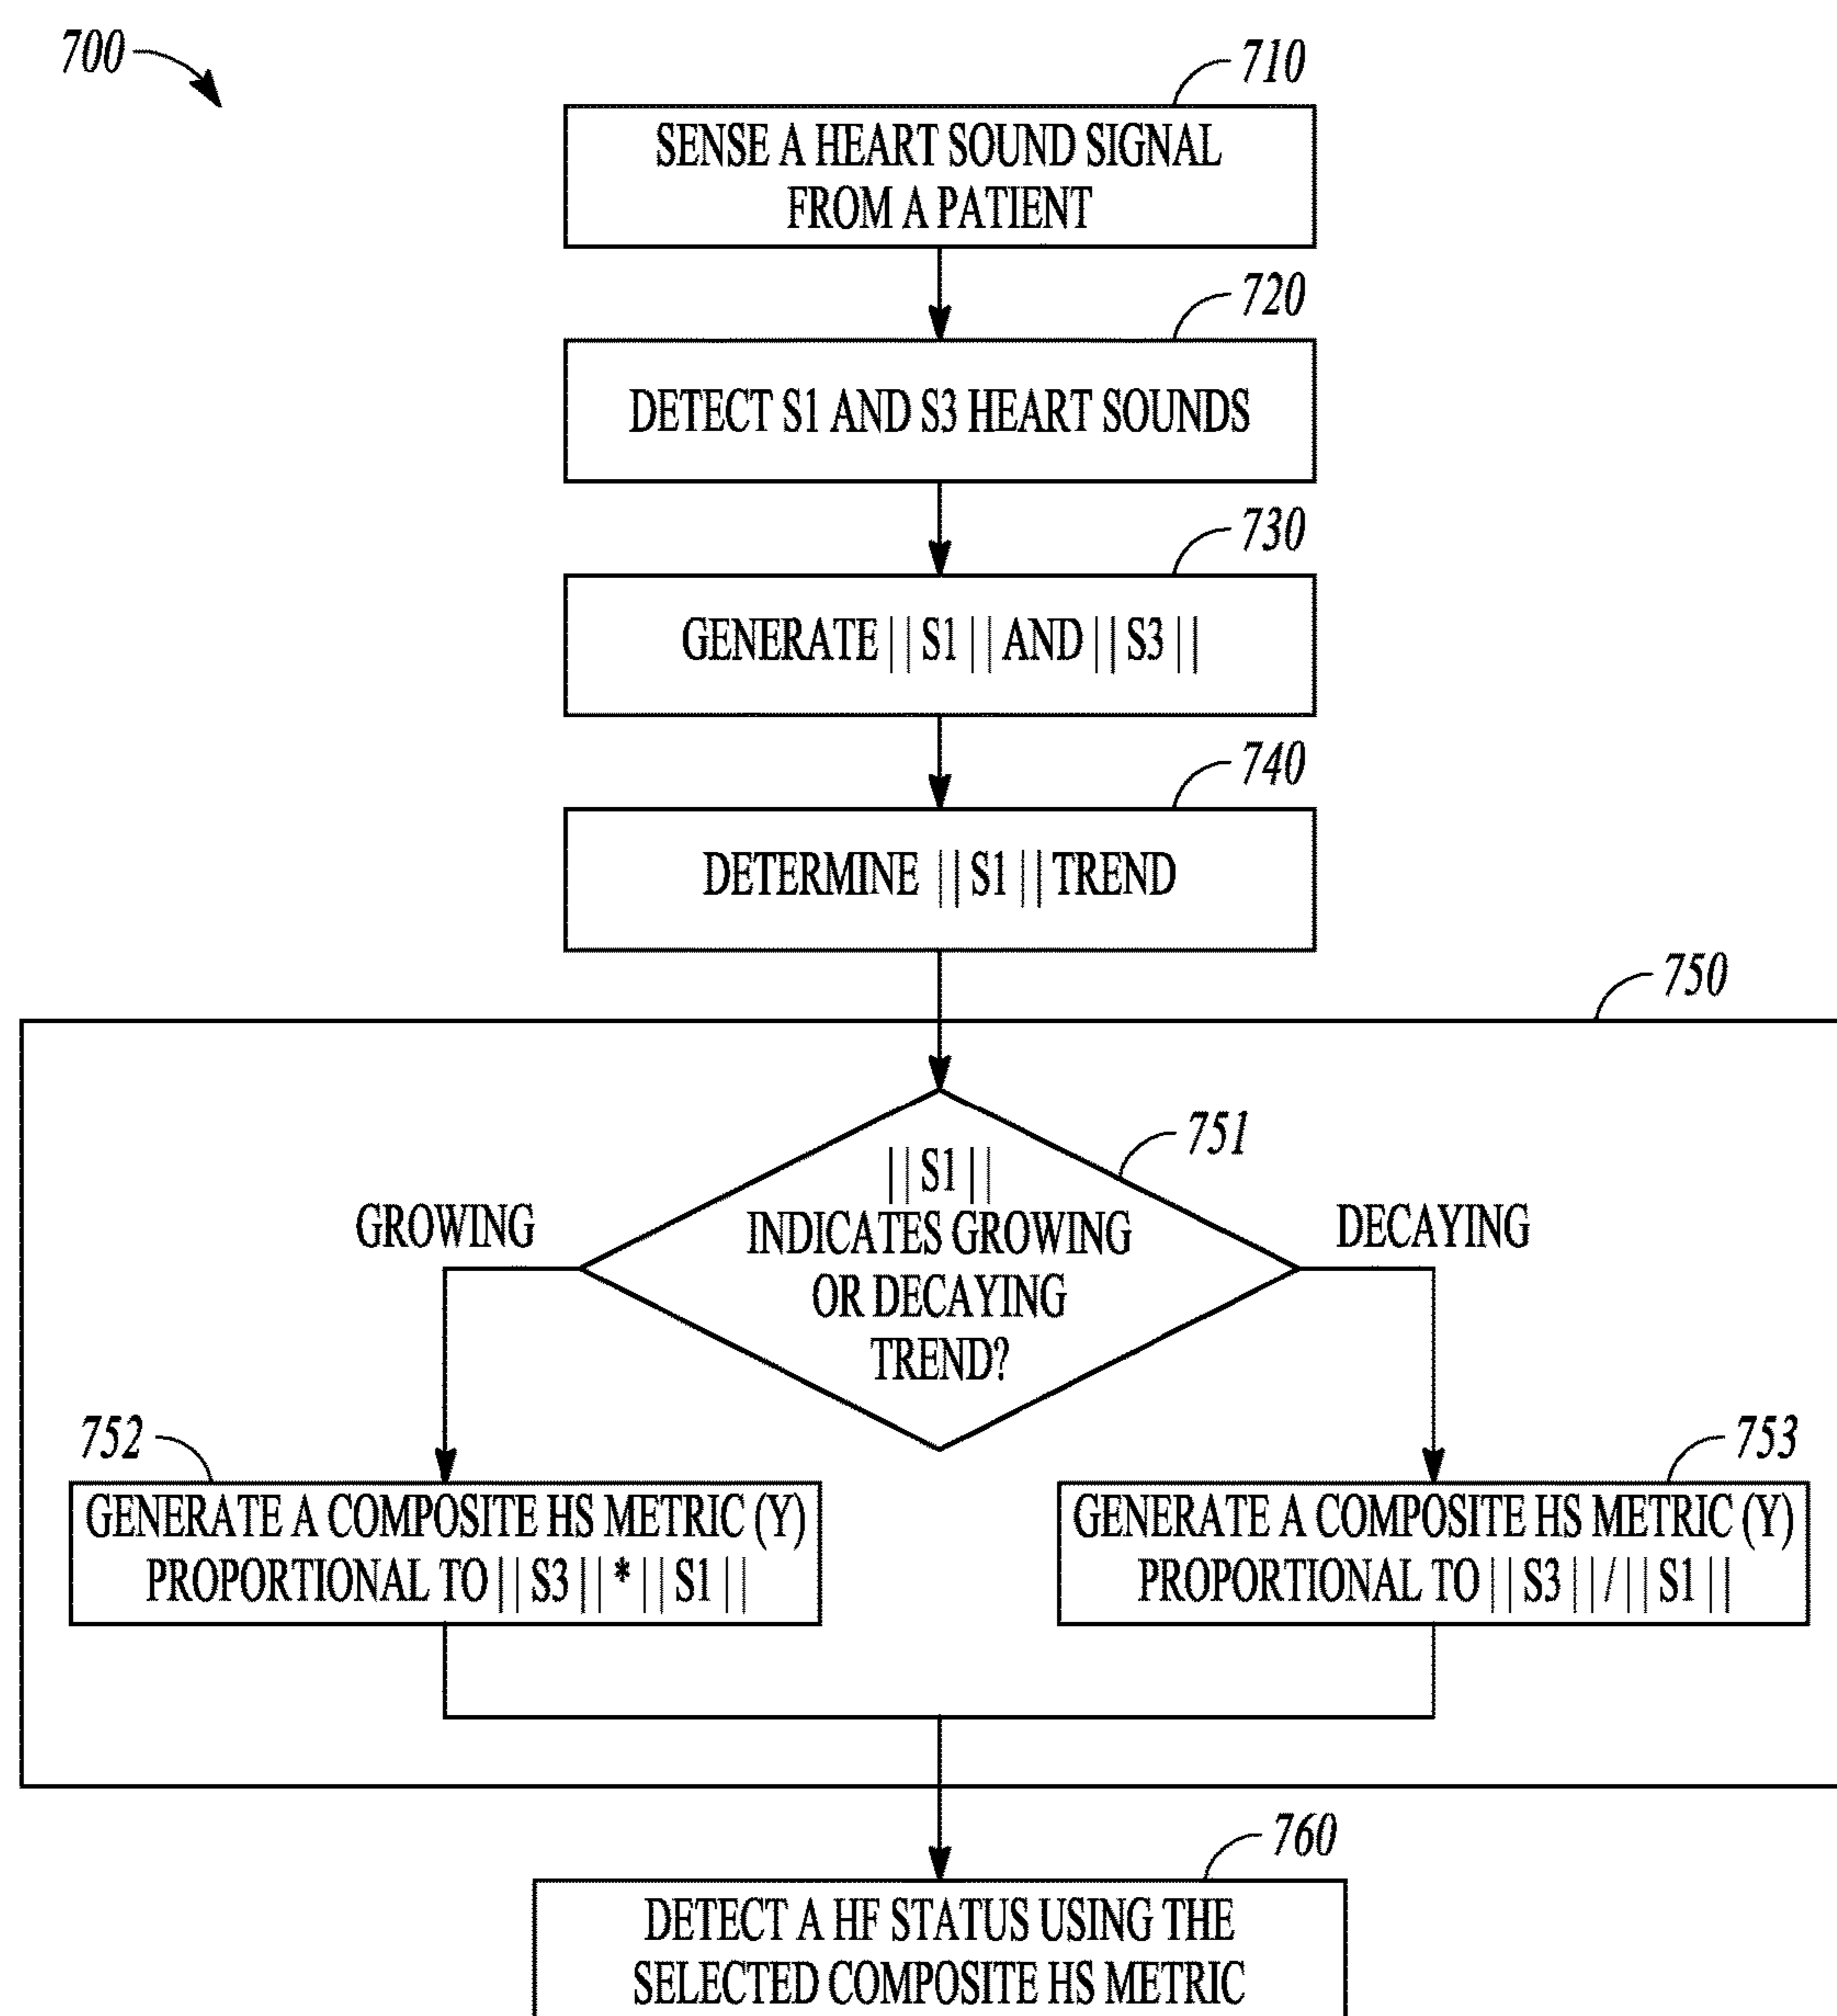 700
710
SENSE A HEART SOUND SIGNAL
FROM A PATIENT
720
DETECT S1 AND S3 HEART SOUNDS
730
GENERATE || S1 || AND || S3 ||
740
DETERMINE || S1 || TREND
750
751
|| S1 ||
INDICATES GROWING
OR DECAYING
TREND?
GROWING
DECAYING
752
GENERATE A COMPOSITE HS METRIC (Y)
PROPORTIONAL TO || S3 || * || S1 ||
753
GENERATE A COMPOSITE HS METRIC (Y)
PROPORTIONAL TO || S3 || / || S1 ||
760
DETECT A HF STATUS USING THE
SELECTED COMPOSITE HS METRIC